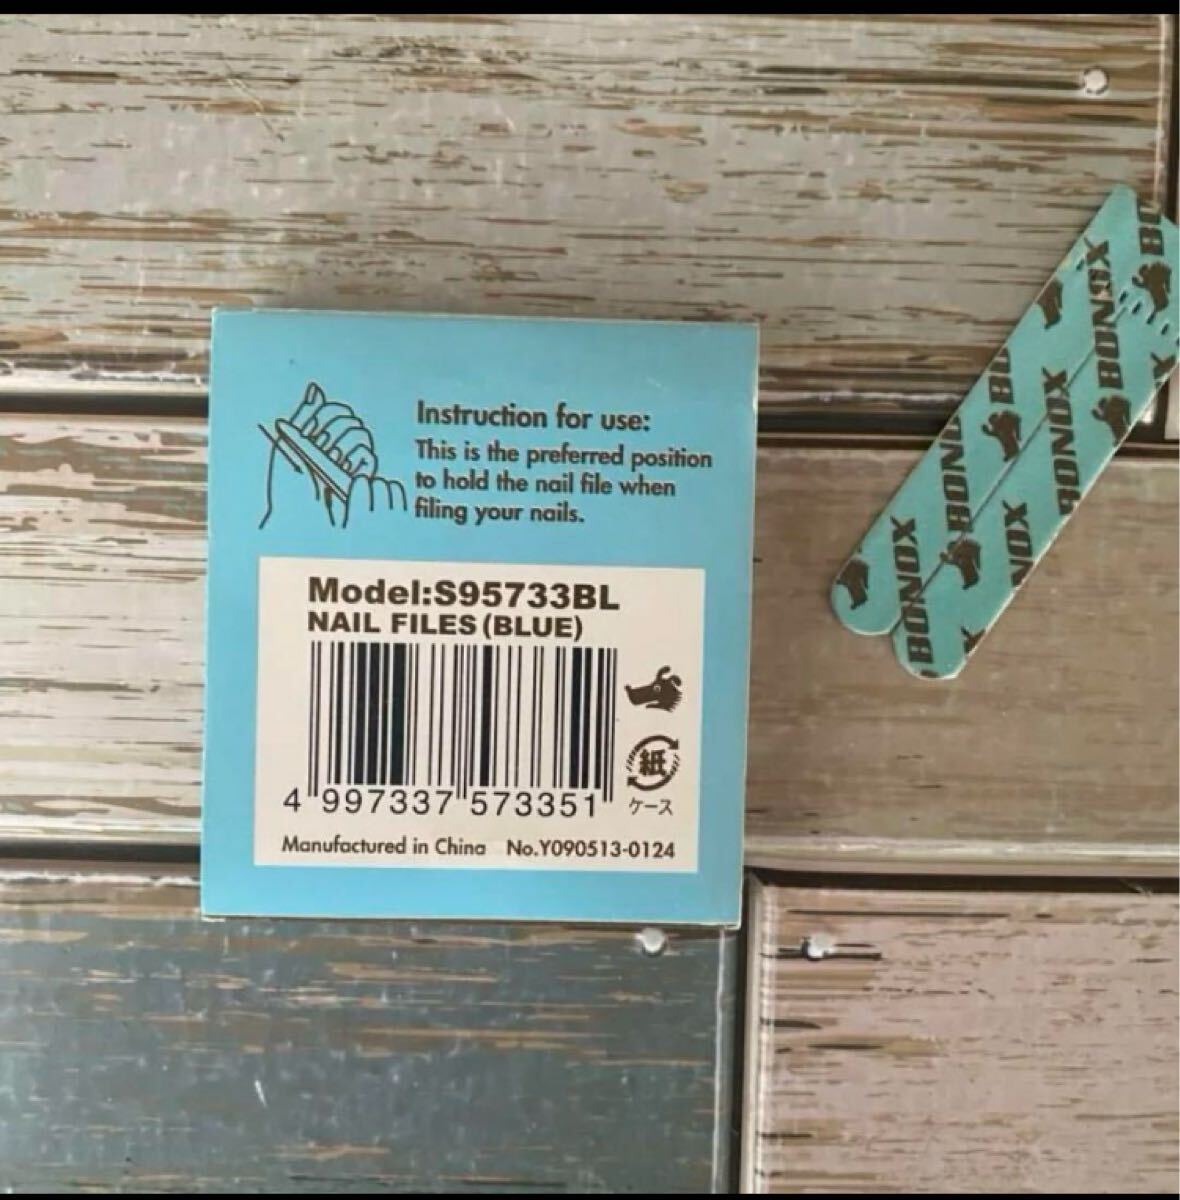 Instruction for use:
This is the preferred position
to hold the nail file when
filing your nails.
Model:S95733BL
NAIL FILES (BLUE)
4 997337 573351
紙
ケース
Manufactured in China No.Y090513-0124
BONOX
BONOX
BONOX